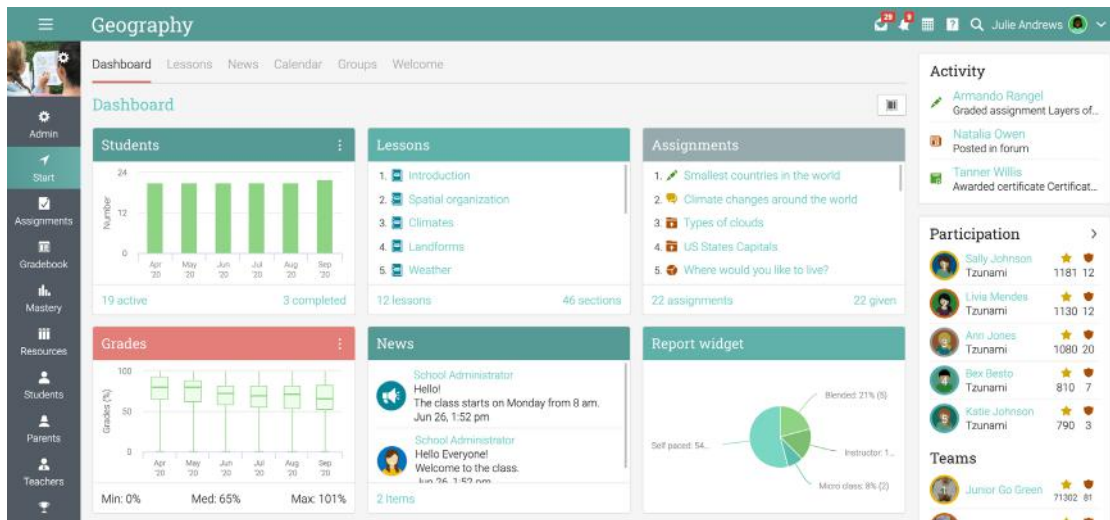 Geography
29
Julie Andrews
Admin
Start
Assignments
Gradebook
Mastery
Resources
Students
Parents
Teachers
Dashboard Lessons News Calendar Groups Welcome
Dashboard
Students
24
12
0
Number
Apr '20
May '20
Jun '20
Jul '20
Aug '20
Sep '20
19 active 3 completed
Lessons
1. Introduction
2. Spatial organization
3. Climates
4. Landforms
5. Weather
12 lessons 46 sections
Assignments
1. Smallest countries in the world
2. Climate changes around the world
3. Types of clouds
4. US States Capitals
5. Where would you like to live?
22 assignments 22 given
Grades
100
50
0
Grades (%)
Apr '20
May '20
Jun '20
Jul '20
Aug '20
Sep '20
Min: 0% Med: 65% Max: 101%
News
School Administrator
Hello!
The class starts on Monday from 8 am.
Jun 26, 1:52 pm
School Administrator
Hello Everyone!
Welcome to the class.
Jun 26, 1:52 pm
2 Items
Report widget
Blended: 21% (5)
Self paced: 54...
Instructor: 1...
Micro class: 8% (2)
Activity
Armando Rangel
Graded assignment Layers of...
Natalia Owen
Posted in forum
Tanner Willis
Awarded certificate Certificat...
Participation
Sally Johnson
Tzunami 1181 12
Livia Mendes
Tzunami 1130 12
Ann Jones
Tzunami 1080 20
Bex Besto
Tzunami 810 7
Katie Johnson
Tzunami 790 3
Teams
Junior Go Green 71302 81